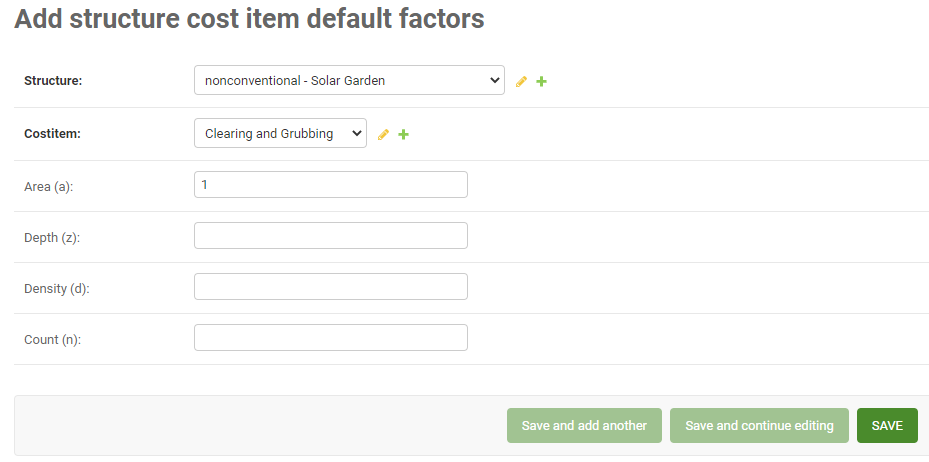 Add structure cost item default factors
Structure: nonconventional - Solar Garden
Costitem: Clearing and Grubbing
Area (a): 1
Depth (z):
Density (d):
Count (n):
Save and add another Save and continue editing SAVE